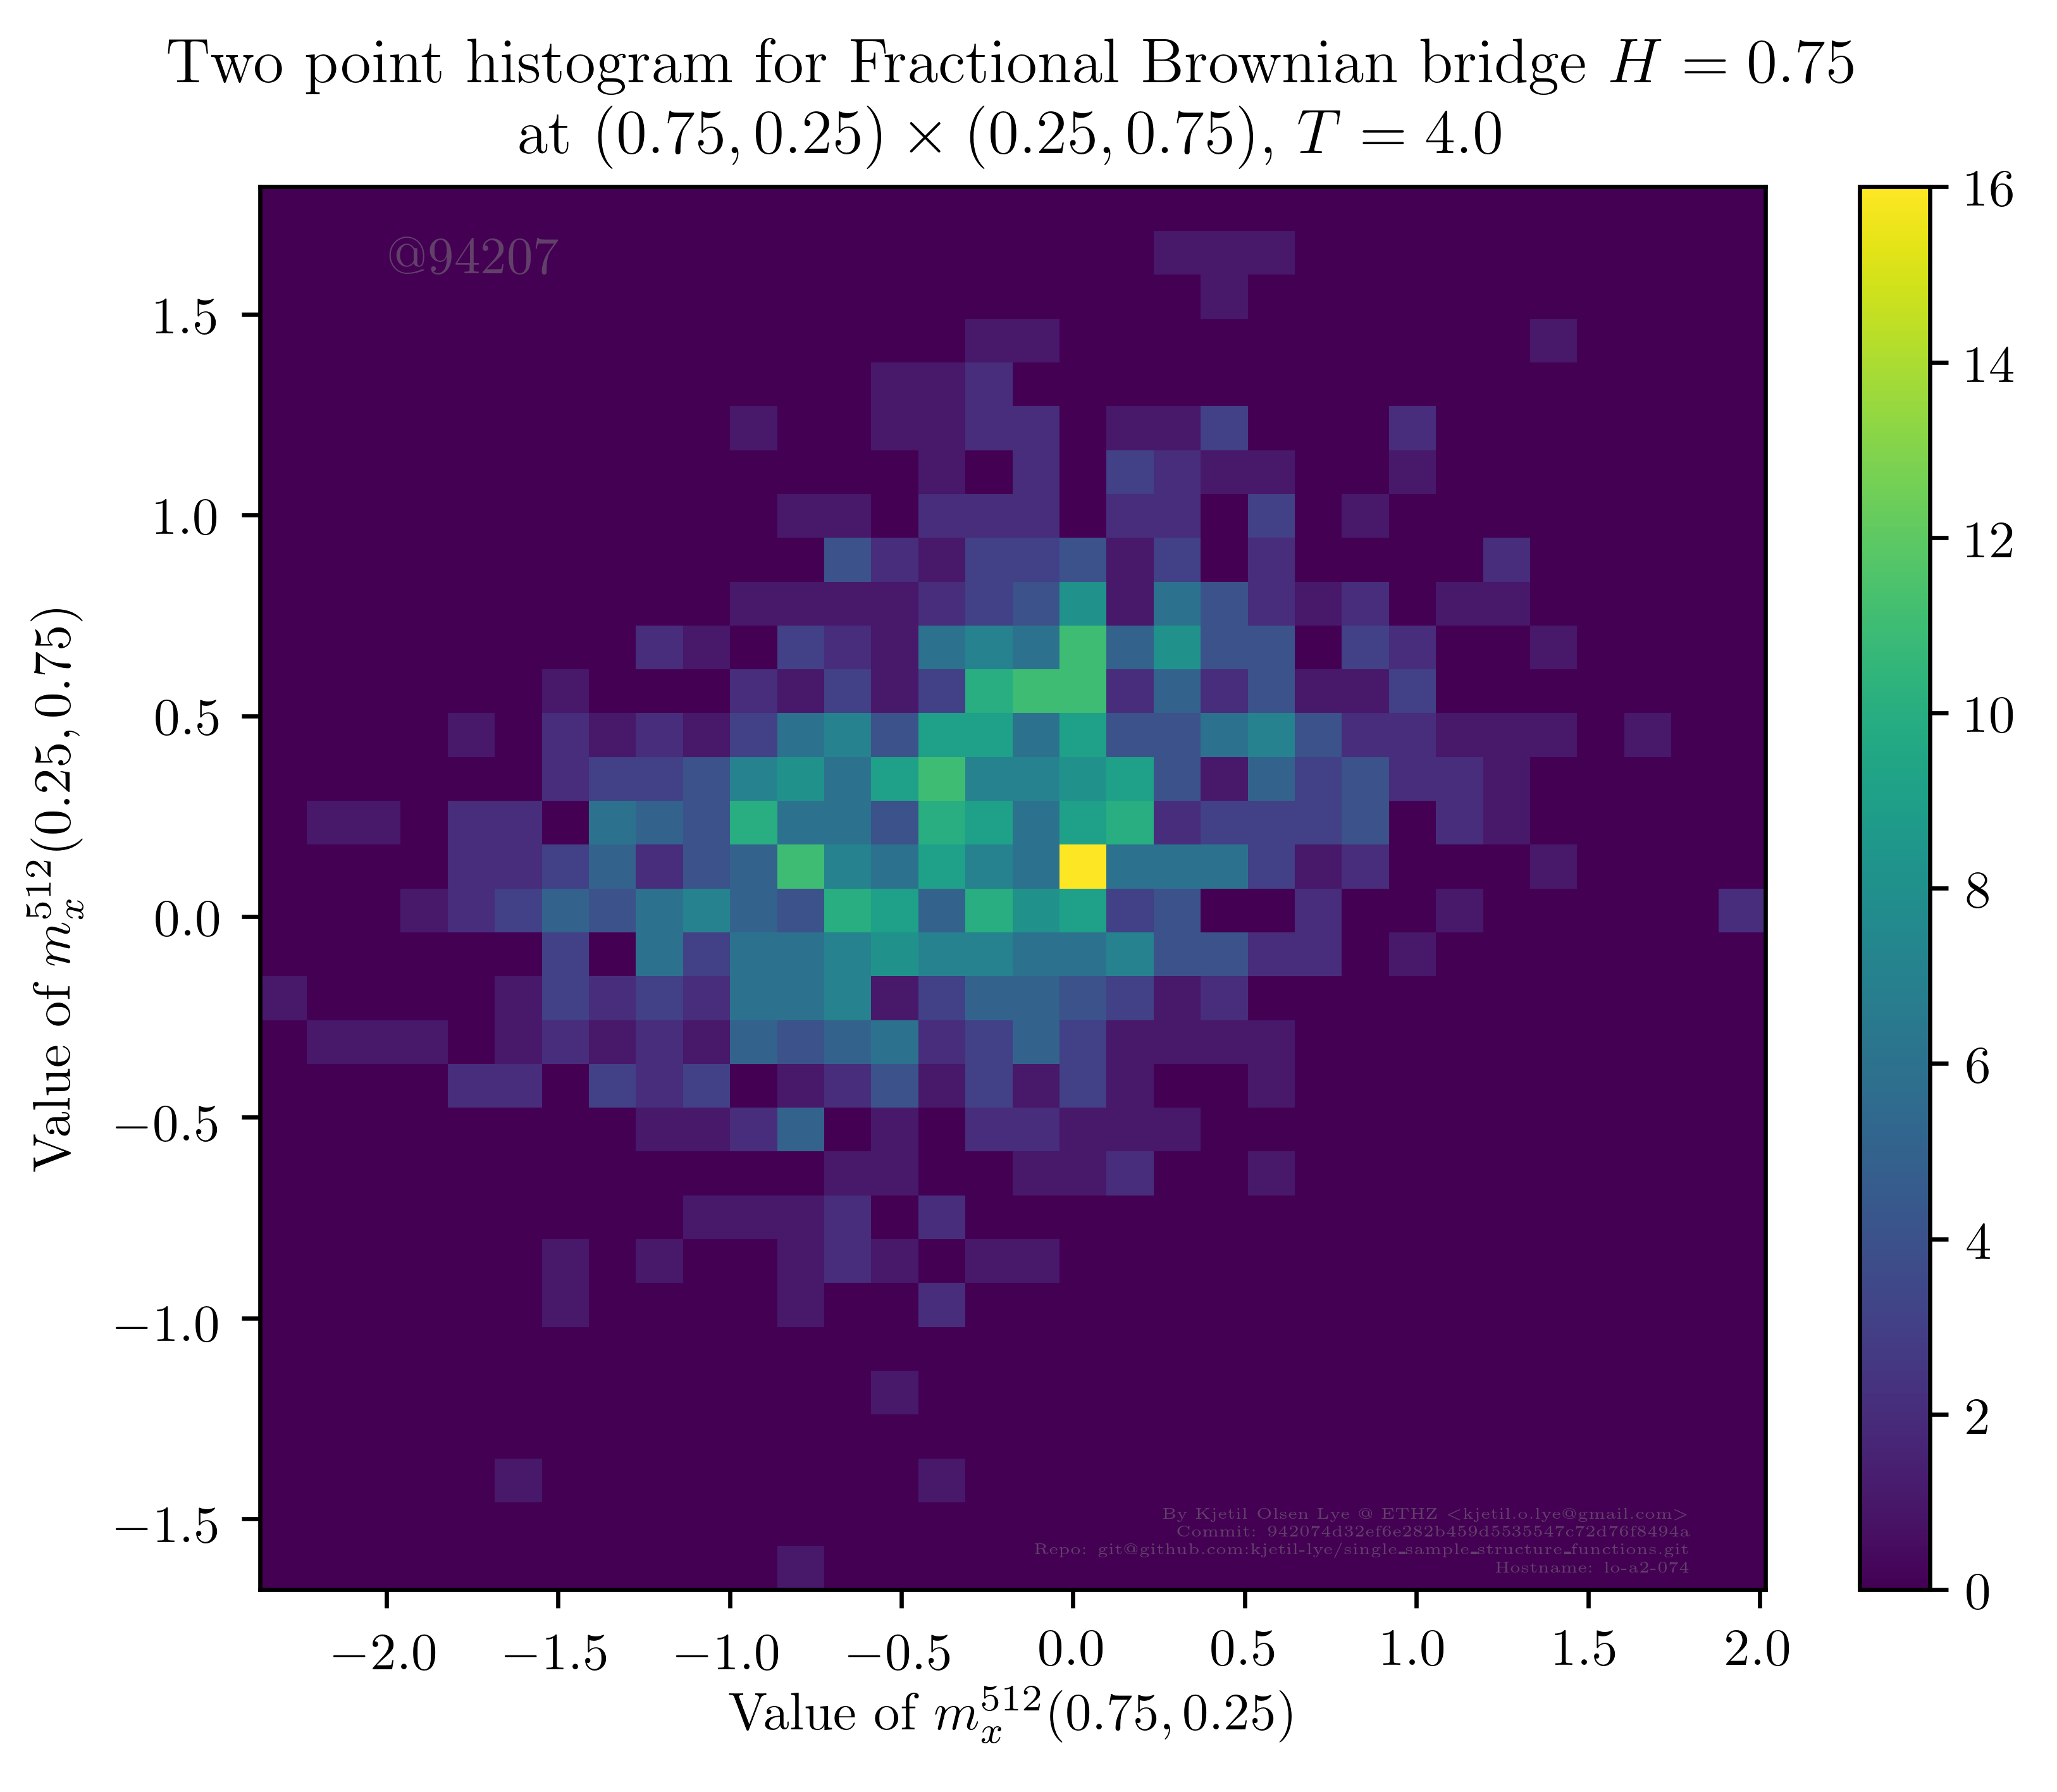 Two point histogram for Fractional Brownian bridge H = 0.75
at (0.75, 0.25) × (0.25, 0.75), T = 4.0
@94207
16
14
12
10
8
6
4
2
0
1.5
1.0
0.5
0.0
−0.5
−1.0
−1.5
Value of m_x^512(0.25, 0.75)
By Kjetil Olsen Lye @ ETHZ <kjetil.o.lye@gmail.com>
Commit: 942074d32ef6e282b459d5535547c72d76f8494a
Repo: git@github.com:kjetil-lye/single_sample_structure_functions.git
Hostname: lo-a2-074
−2.0 −1.5 −1.0 −0.5 0.0 0.5 1.0 1.5 2.0
Value of m_x^512(0.75, 0.25)